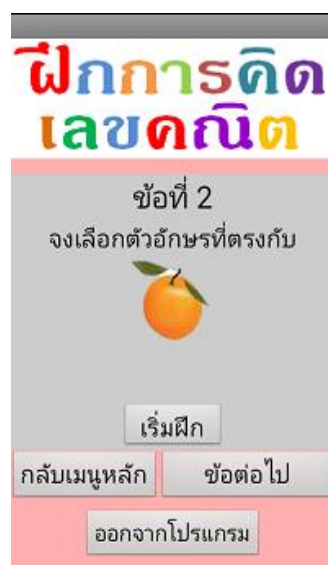 ฝึกการคิด
เลขคณิต
ข้อที่ 2
จงเลือกตัวอักษรที่ตรงกับ
เริ่มฝึก
กลับเมนูหลัก
ข้อต่อไป
ออกจากโปรแกรม